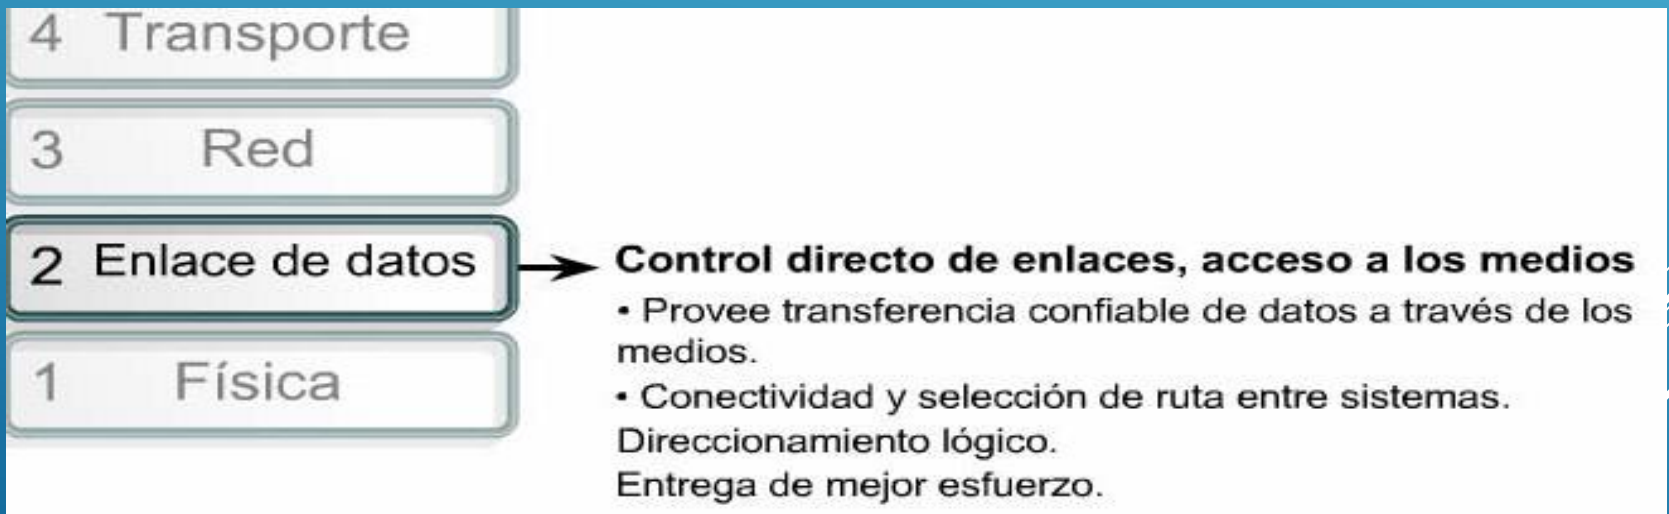 4 Transporte
3 Red
2 Enlace de datos
1 Física
Control directo de enlaces, acceso a los medios
• Provee transferencia confiable de datos a través de los
medios.
• Conectividad y selección de ruta entre sistemas.
Direccionamiento lógico.
Entrega de mejor esfuerzo.